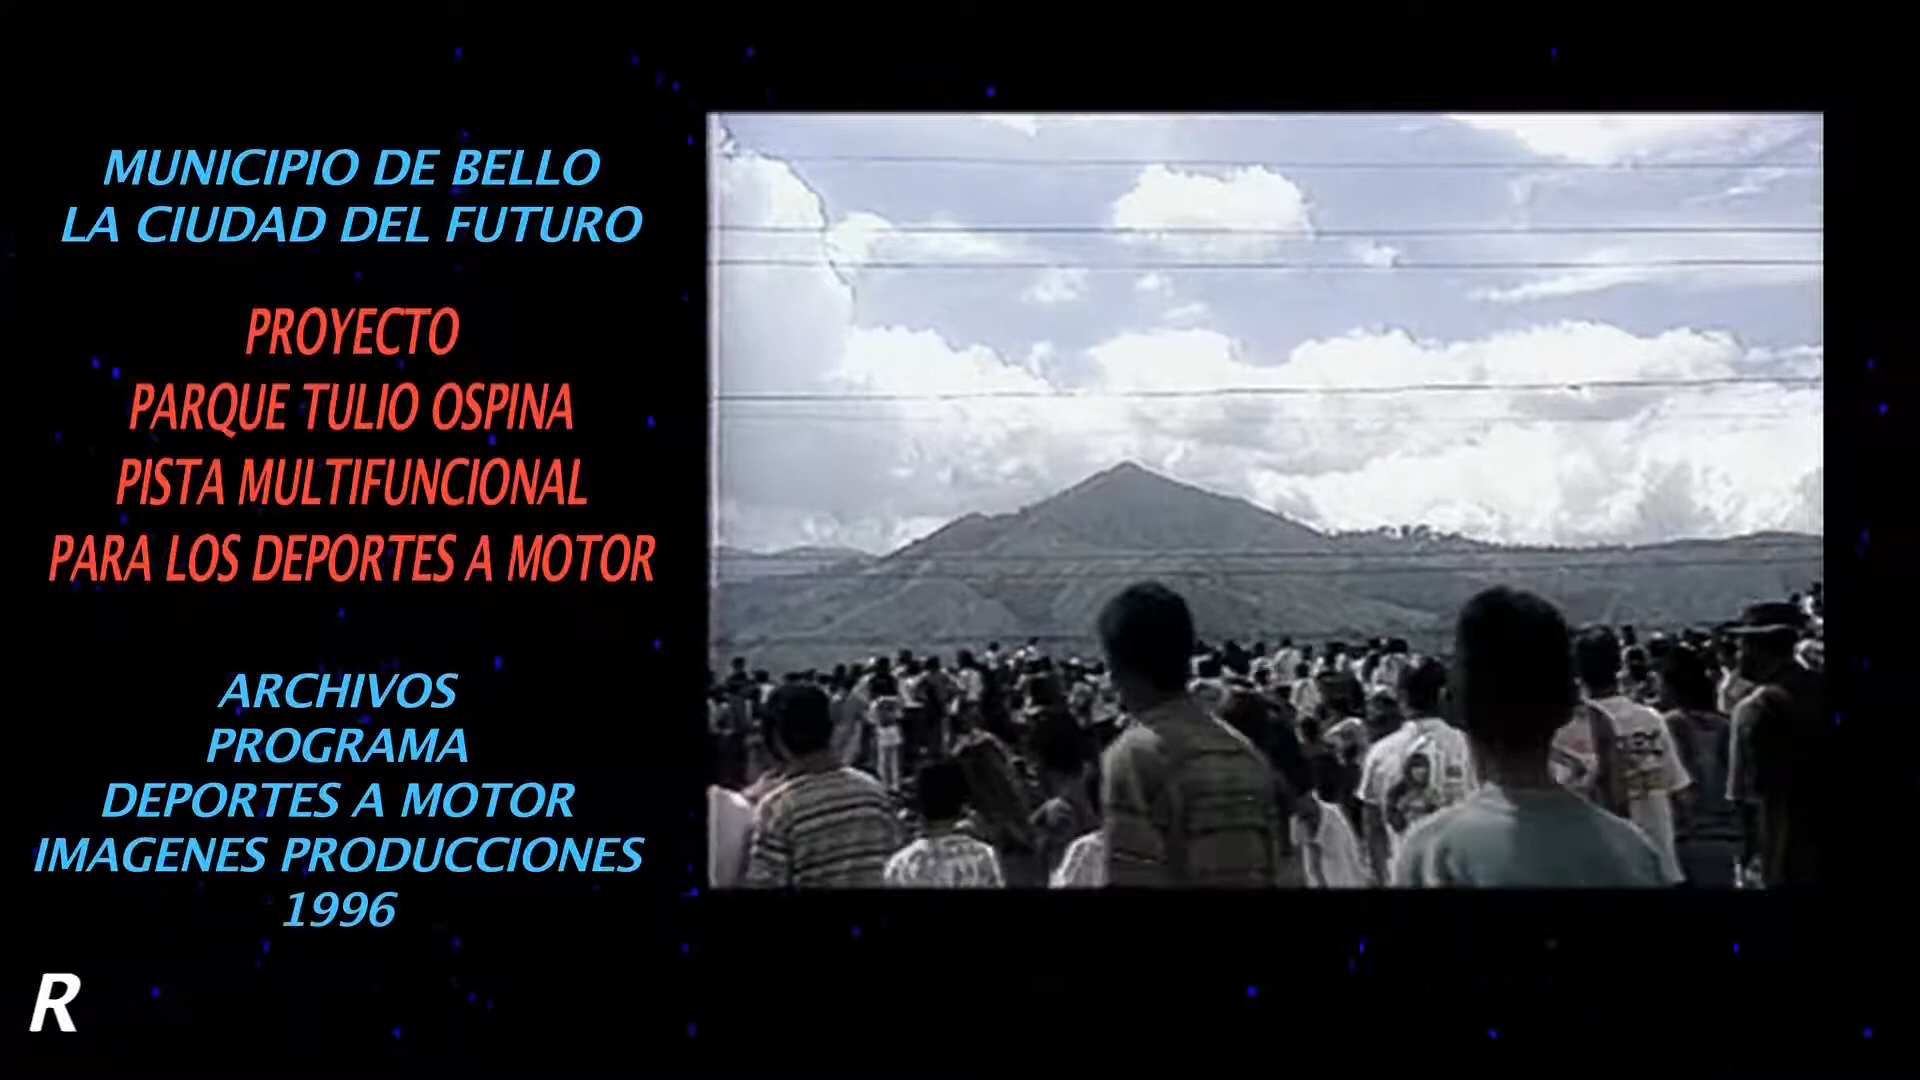 MUNICIPIO DE BELLO
LA CIUDAD DEL FUTURO
PROYECTO
PARQUE TULIO OSPINA
PISTA MULTIFUNCIONAL
PARA LOS DEPORTES A MOTOR
ARCHIVOS
PROGRAMA
DEPORTES A MOTOR
IMAGENES PRODUCCIONES
1996
R